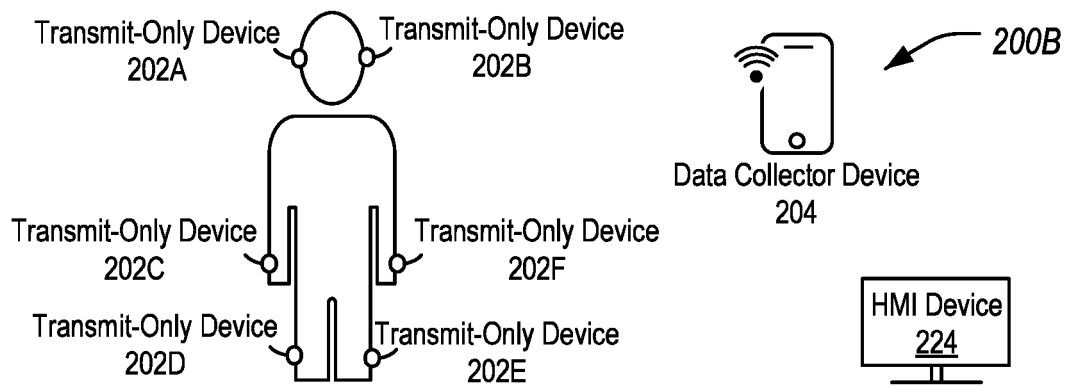 Transmit-Only Device
202A
Transmit-Only Device
202B
200B
Data Collector Device
204
Transmit-Only Device
202C
Transmit-Only Device
202F
Transmit-Only Device
202D
Transmit-Only Device
202E
HMI Device
224